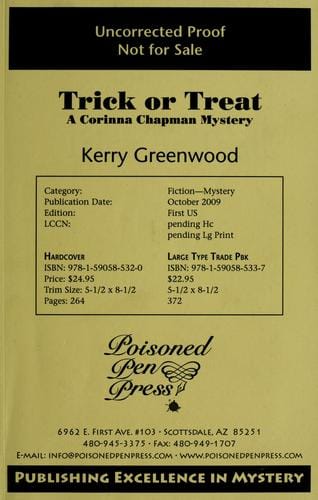 Uncorrected Proof
Not for Sale
Trick or Treat
A Corinna Chapman Mystery
Kerry Greenwood
Category: Fiction—Mystery
Publication Date: October 2009
Edition: First US
LCCN: pending Hc
pending Lg Print
Hardcover Large Type Trade Pbk
ISBN: 978-1-59058-532-0 ISBN: 978-1-59058-533-7
Price: $24.95 $22.95
Trim Size: 5-1/2 x 8-1/2 5-1/2 x 8-1/2
Pages: 264 372
Poisoned
Pen
Press
6962 E. First Ave. #103 · Scottsdale, AZ 85251
480-945-3375 · Fax: 480-949-1707
E-mail: info@poisonedpenpress.com · www.poisonedpenpress.com
Publishing Excellence in Mystery